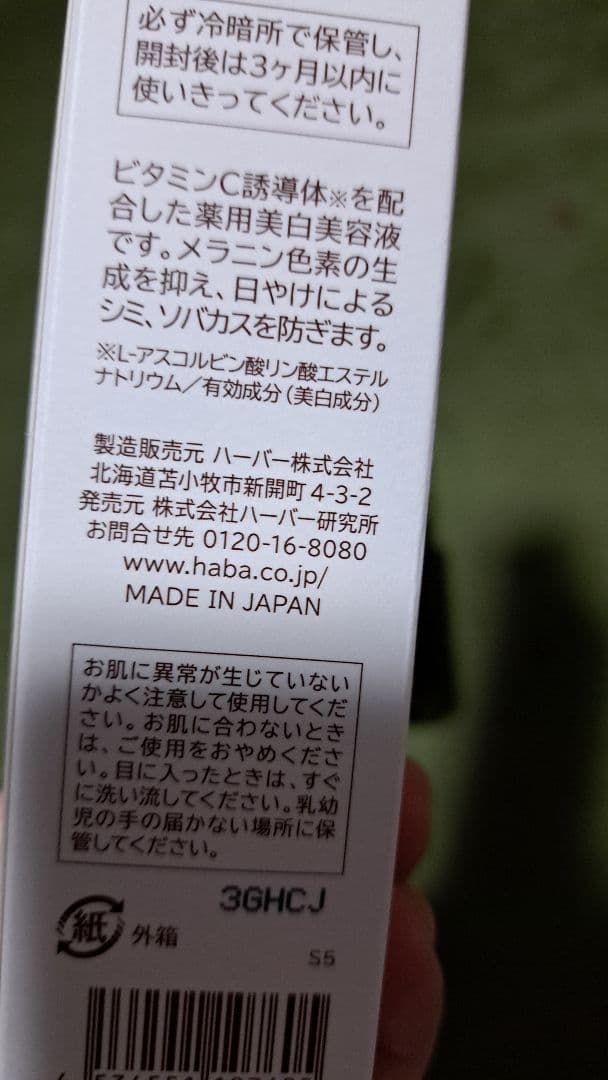 必ず冷暗所で保管し、
開封後は3ヶ月以内に
使いきってください。
ビタミンC誘導体※を配
合した薬用美白美容液
です。メラニン色素の生
成を抑え、日やけによる
シミ、ソバカスを防ぎます。
※L-アスコルビン酸リン酸エステル
ナトリウム／有効成分（美白成分）
製造販売元 ハーバー株式会社
北海道苫小牧市新開町 4-3-2
発売元 株式会社ハーバー研究所
お問合せ先 0120-16-8080
www.haba.co.jp/
MADE IN JAPAN
お肌に異常が生じていない
かよく注意して使用してくだ
さい。お肌に合わないとき
は、ご使用をおやめくださ
い。目に入ったときは、すぐ
に洗い流してください。乳幼
児の手の届かない場所に保
管してください。
3GHCJ
紙 外箱
S5